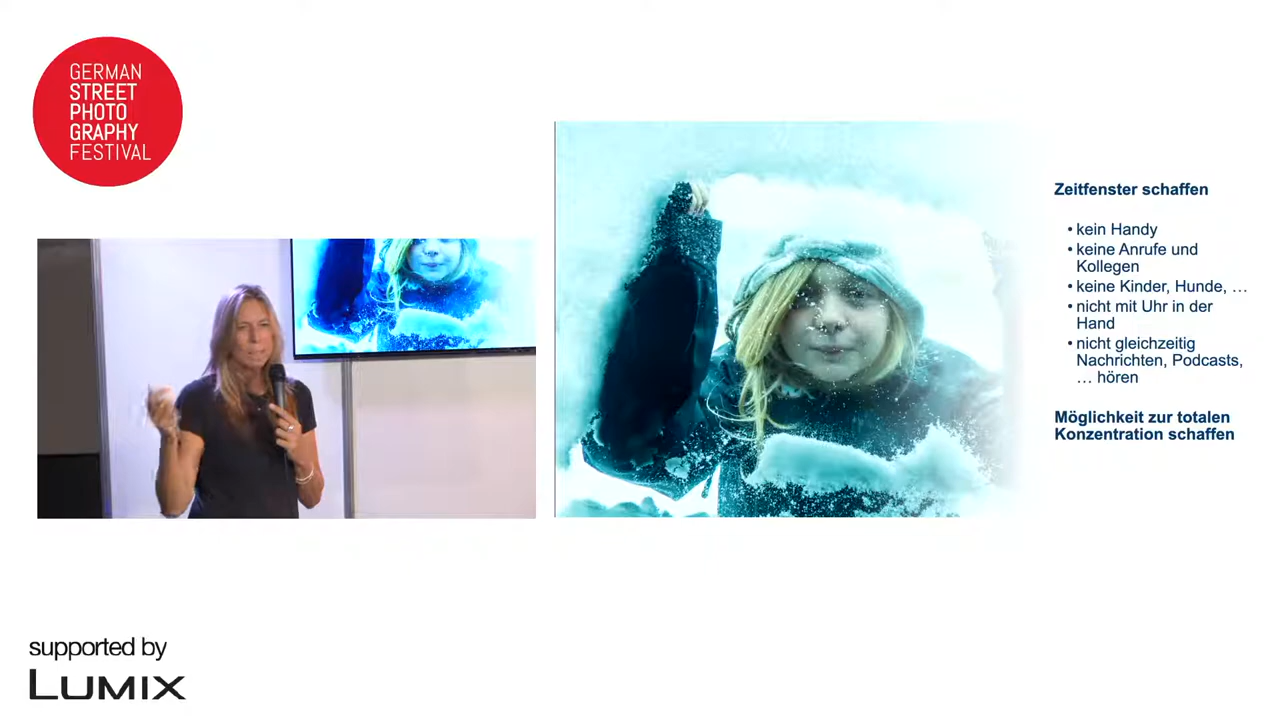 GERMAN
STREET
PHOTO
GRAPHY
FESTIVAL
Zeitfenster schaffen
• kein Handy
• keine Anrufe und
Kollegen
• keine Kinder, Hunde, …
• nicht mit Uhr in der
Hand
• nicht gleichzeitig
Nachrichten, Podcasts,
… hören
Möglichkeit zur totalen
Konzentration schaffen
supported by
LUMIX